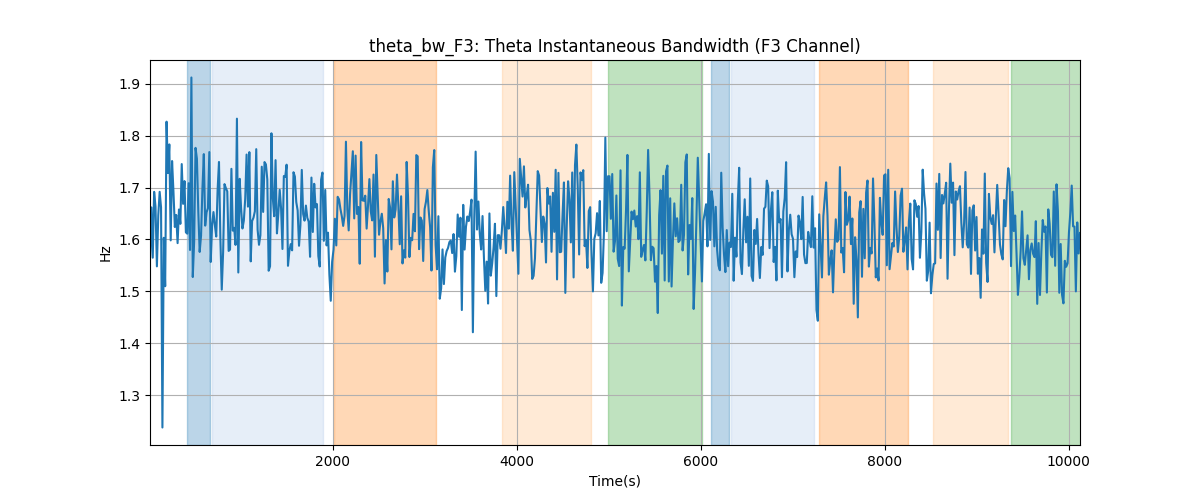 theta_bw_F3: Theta Instantaneous Bandwidth (F3 Channel)
Hz
1.9
1.8
1.7
1.6
1.5
1.4
1.3
2000 4000 6000 8000 10000
Time(s)